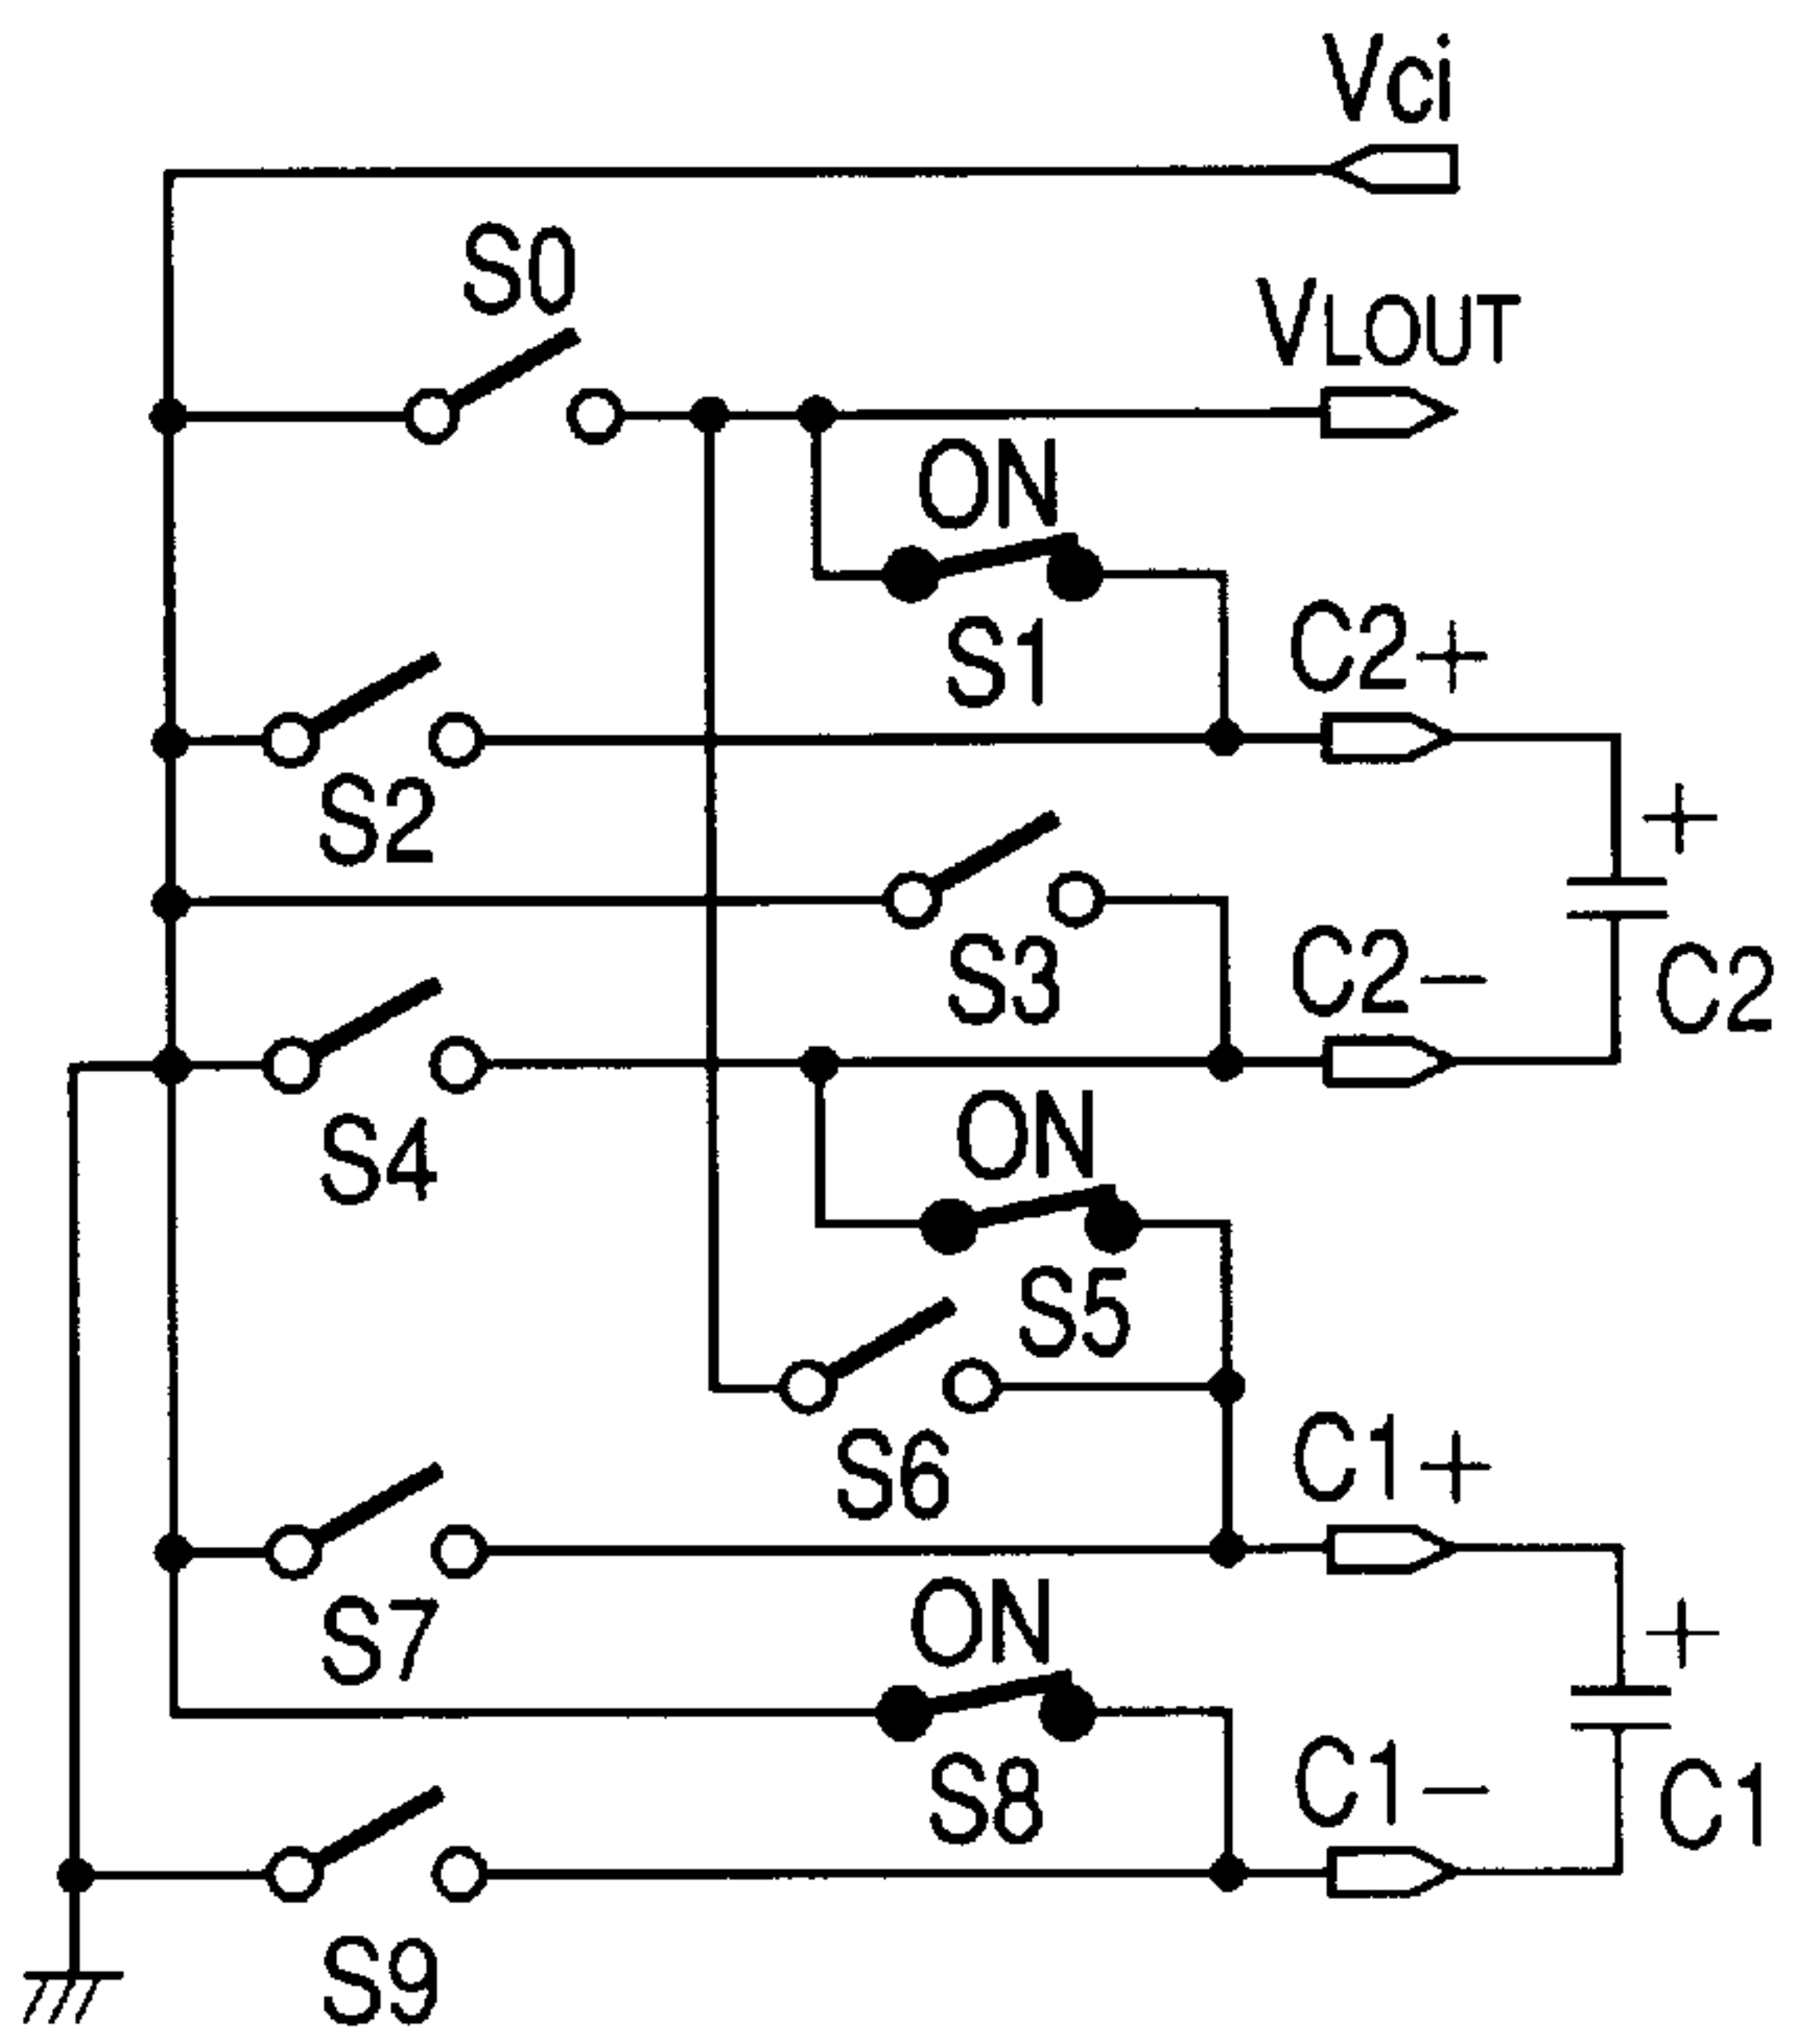 Vci
S0
VLOUT
ON
S1
C2+
S2
+
S3
C2-
C2
ON
S4
S5
S6
C1+
S7
ON
+
S8
C1-
C1
S9